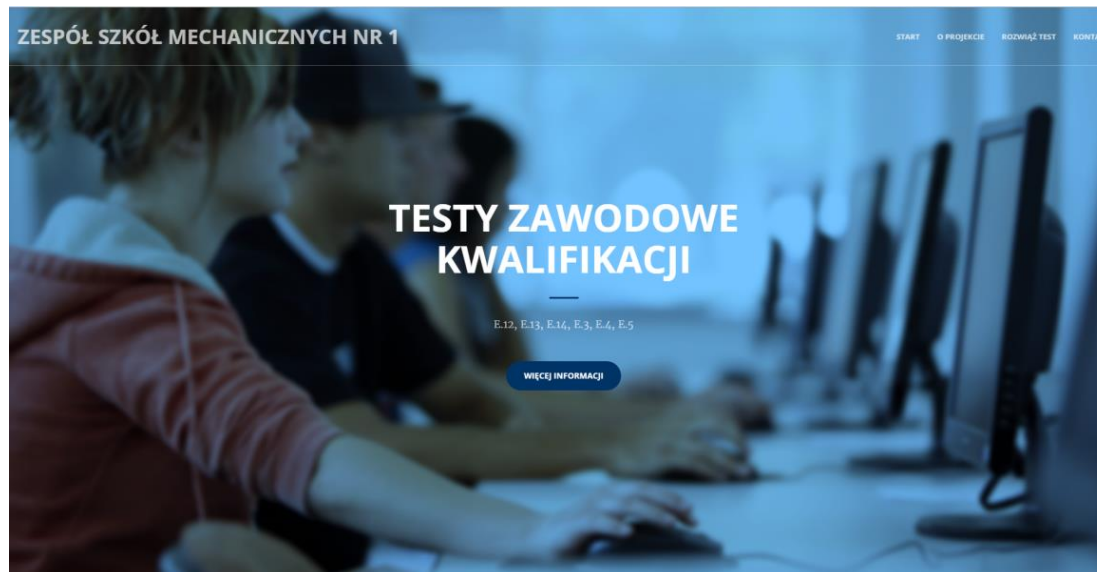 ZESPÓŁ SZKÓŁ MECHANICZNYCH NR 1
START O PROJEKCIE ROZWIĄŻ TEST
TESTY ZAWODOWE
KWALIFIKACJI
E.12, E.13, E.14, E.3, E.4, E.5
WIĘCEJ INFORMACJI